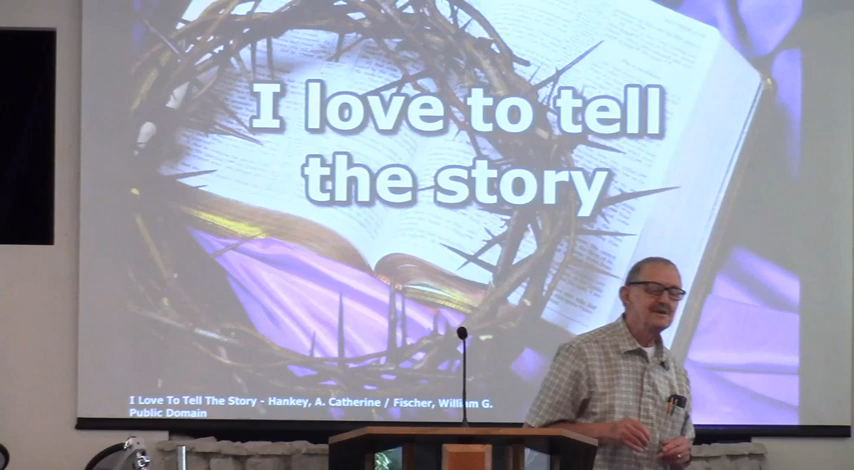 I love to tell
the story
I Love To Tell The Story - Hankey, A. Catherine / Fischer, William G.
Public Domain